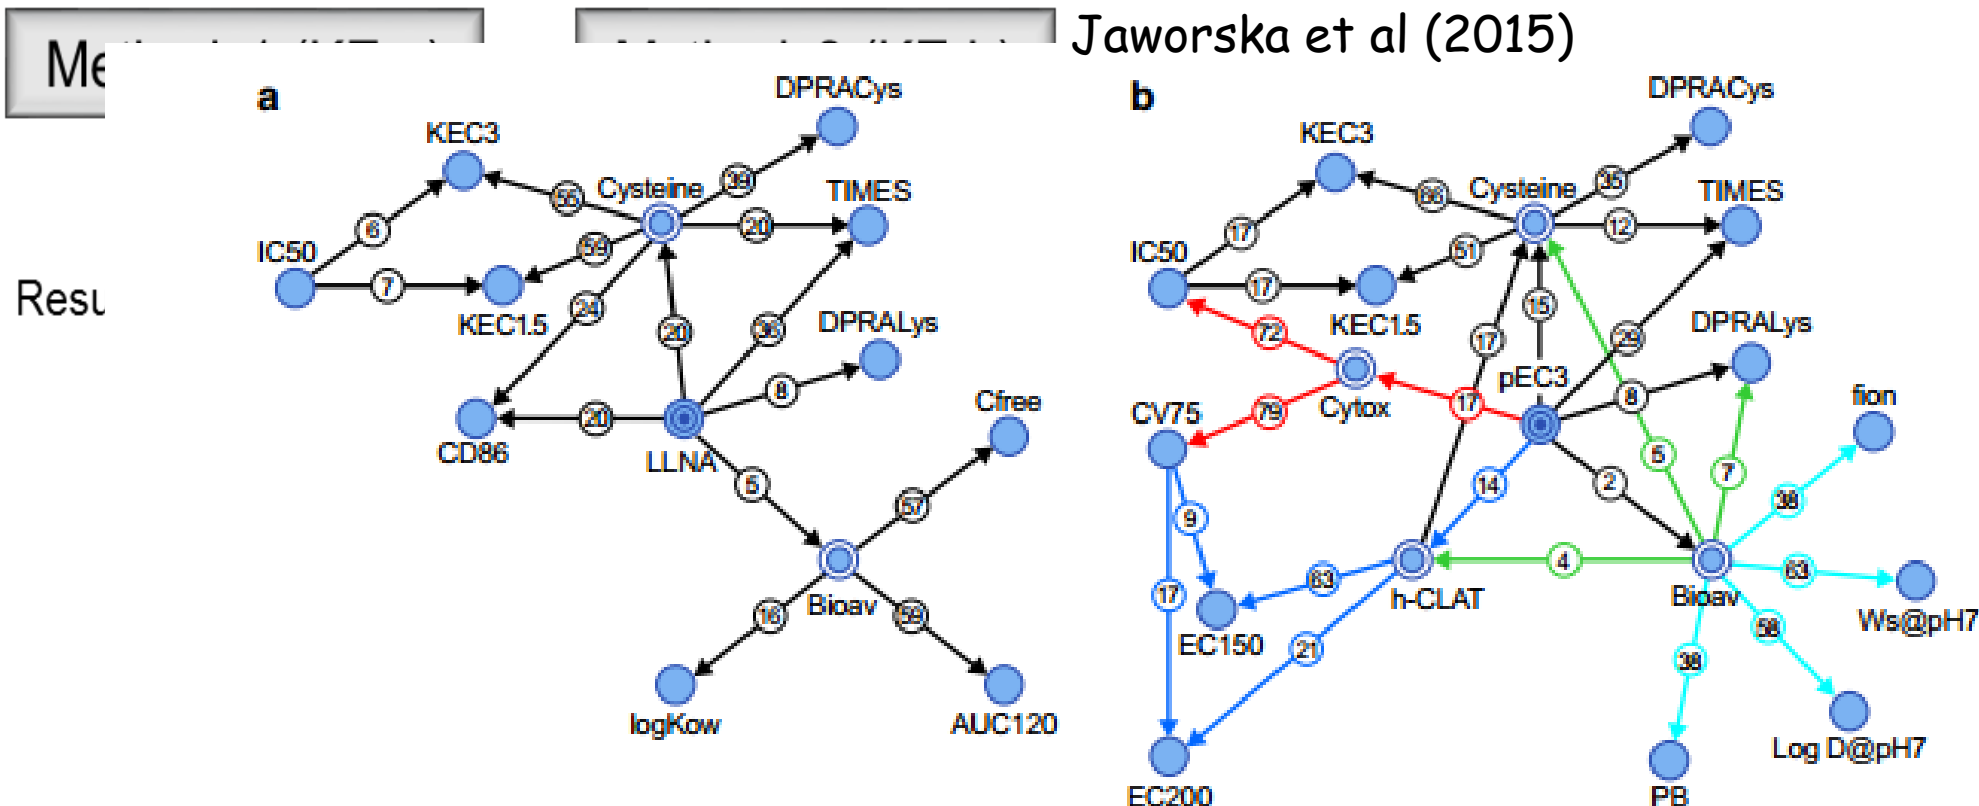 Jaworska et al (2015)
Me
Resu
a
DPRACys
KEC3
39
Cysteine
TIMES
56
6
20
IC50
59
7
24
KEC1.5
20
36
DPRALys
8
Cfree
20
CD86
LLNA
5
57
Bioav
16
59
logKow
AUC120
b
DPRACys
KEC3
35
Cysteine
TIMES
66
17
12
IC50
51
17
15
KEC1.5
DPRALys
72
17
29
pEC3
8
fion
CV75
79
Cytox
17
5
7
14
2
38
9
4
63
17
63
h-CLAT
Bioav
Ws@pH7
EC150
58
21
38
Log D@pH7
EC200
PB